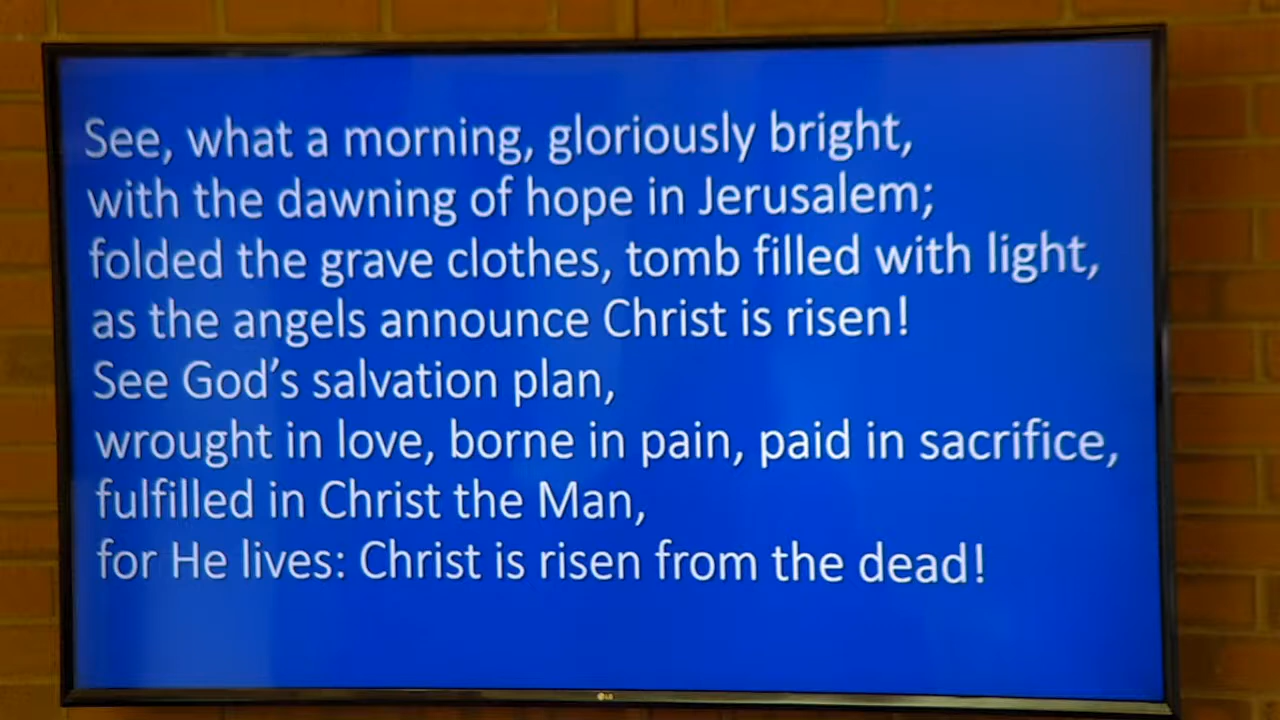 See, what a morning, gloriously bright,
with the dawning of hope in Jerusalem;
folded the grave clothes, tomb filled with light,
as the angels announce Christ is risen!
See God's salvation plan,
wrought in love, borne in pain, paid in sacrifice,
fulfilled in Christ the Man,
for He lives: Christ is risen from the dead!
LG